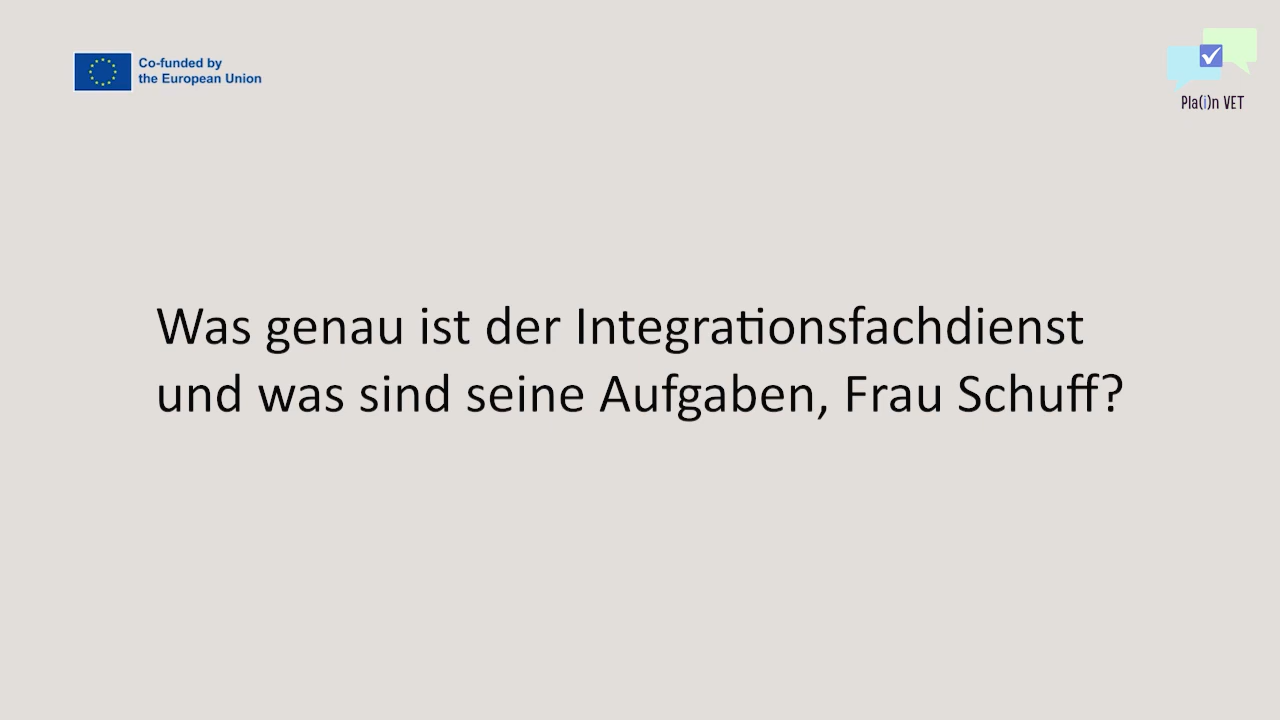 Co-funded by
the European Union
Pla(i)n VET
Was genau ist der Integrationsfachdienst
und was sind seine Aufgaben, Frau Schuff?